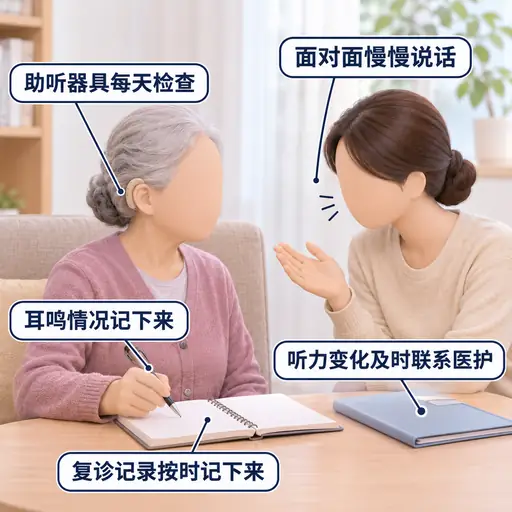 面对面慢慢说话
助听器具每天检查
耳鸣情况记下来
听力变化及时联系医护
复诊记录按时记下来